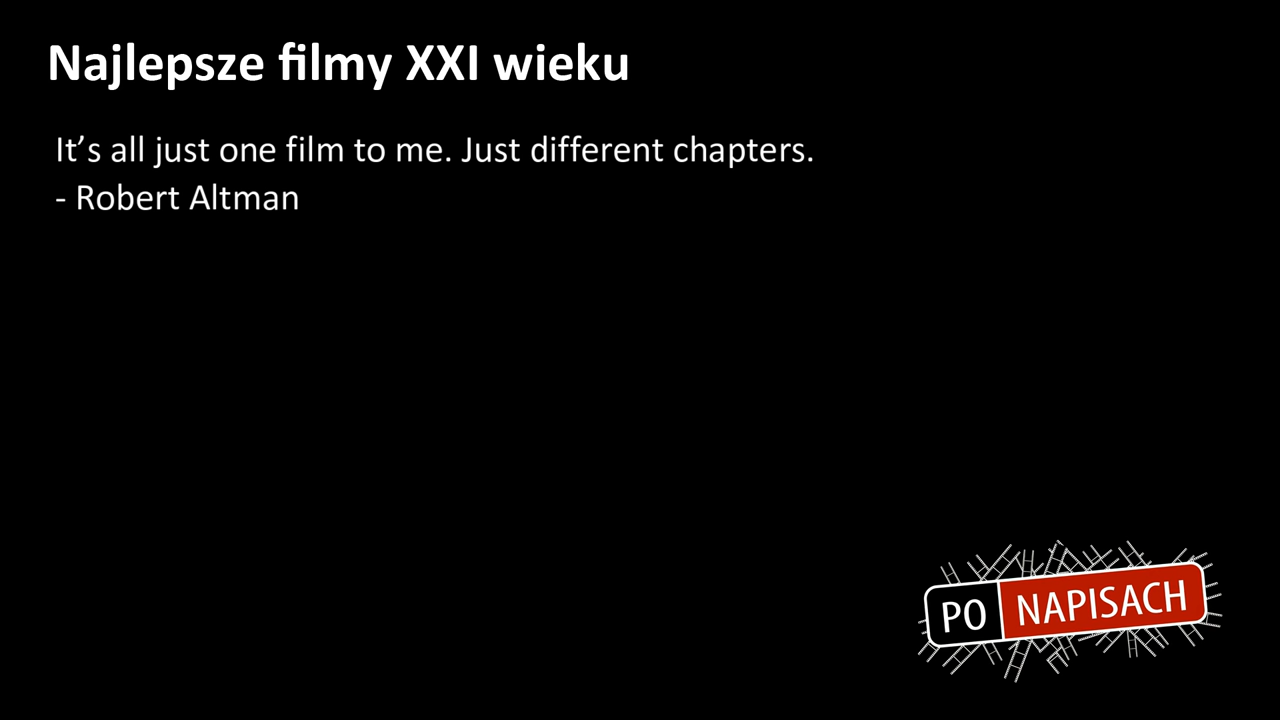 Najlepsze filmy XXI wieku
It’s all just one film to me. Just different chapters.
- Robert Altman
PO NAPISACH